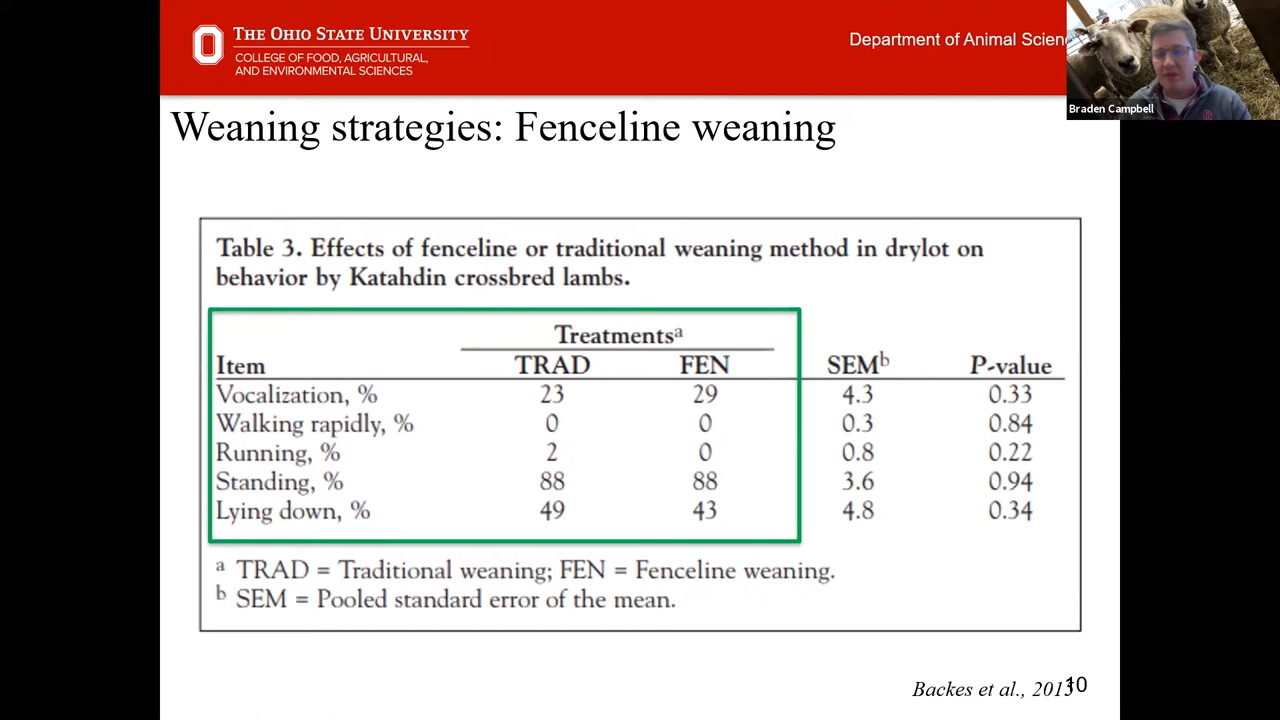 THE OHIO STATE UNIVERSITY
COLLEGE OF FOOD, AGRICULTURAL,
AND ENVIRONMENTAL SCIENCES
Department of Animal Scien
Braden Campbell
Weaning strategies: Fenceline weaning
Table 3. Effects of fenceline or traditional weaning method in drylot on
behavior by Katahdin crossbred lambs.
Treatmentsᵃ
Item TRAD FEN SEMᵇ P-value
Vocalization, % 23 29 4.3 0.33
Walking rapidly, % 0 0 0.3 0.84
Running, % 2 0 0.8 0.22
Standing, % 88 88 3.6 0.94
Lying down, % 49 43 4.8 0.34
ᵃ TRAD = Traditional weaning; FEN = Fenceline weaning.
ᵇ SEM = Pooled standard error of the mean.
Backes et al.,
10